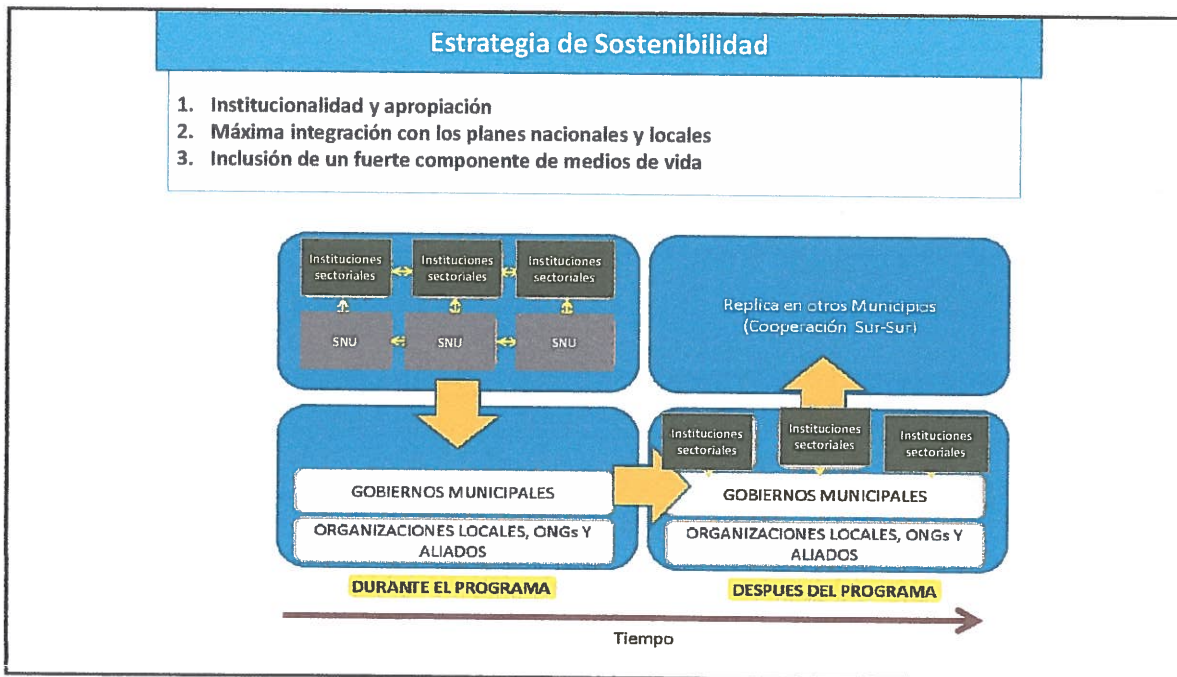 Estrategia de Sostenibilidad
1. Institucionalidad y apropiación
2. Máxima integración con los planes nacionales y locales
3. Inclusión de un fuerte componente de medios de vida
Instituciones
sectoriales
Instituciones
sectoriales
Instituciones
sectoriales
SNU
SNU
SNU
Replica en otros Municipios
(Cooperación Sur-Sur)
GOBIERNOS MUNICIPALES
ORGANIZACIONES LOCALES, ONGs Y
ALIADOS
Instituciones
sectoriales
Instituciones
sectoriales
Instituciones
sectoriales
GOBIERNOS MUNICIPALES
ORGANIZACIONES LOCALES, ONGs Y
ALIADOS
DURANTE EL PROGRAMA
DESPUES DEL PROGRAMA
Tiempo